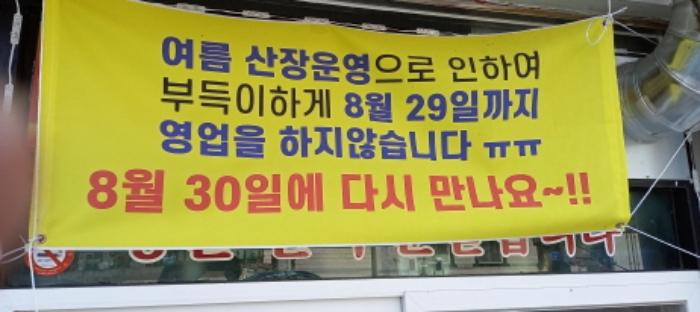 여름 산장운영으로 인하여
부득이하게 8월 29일까지
영업을 하지않습니다 ㅠㅠ
8월 30일에 다시 만나요~!!